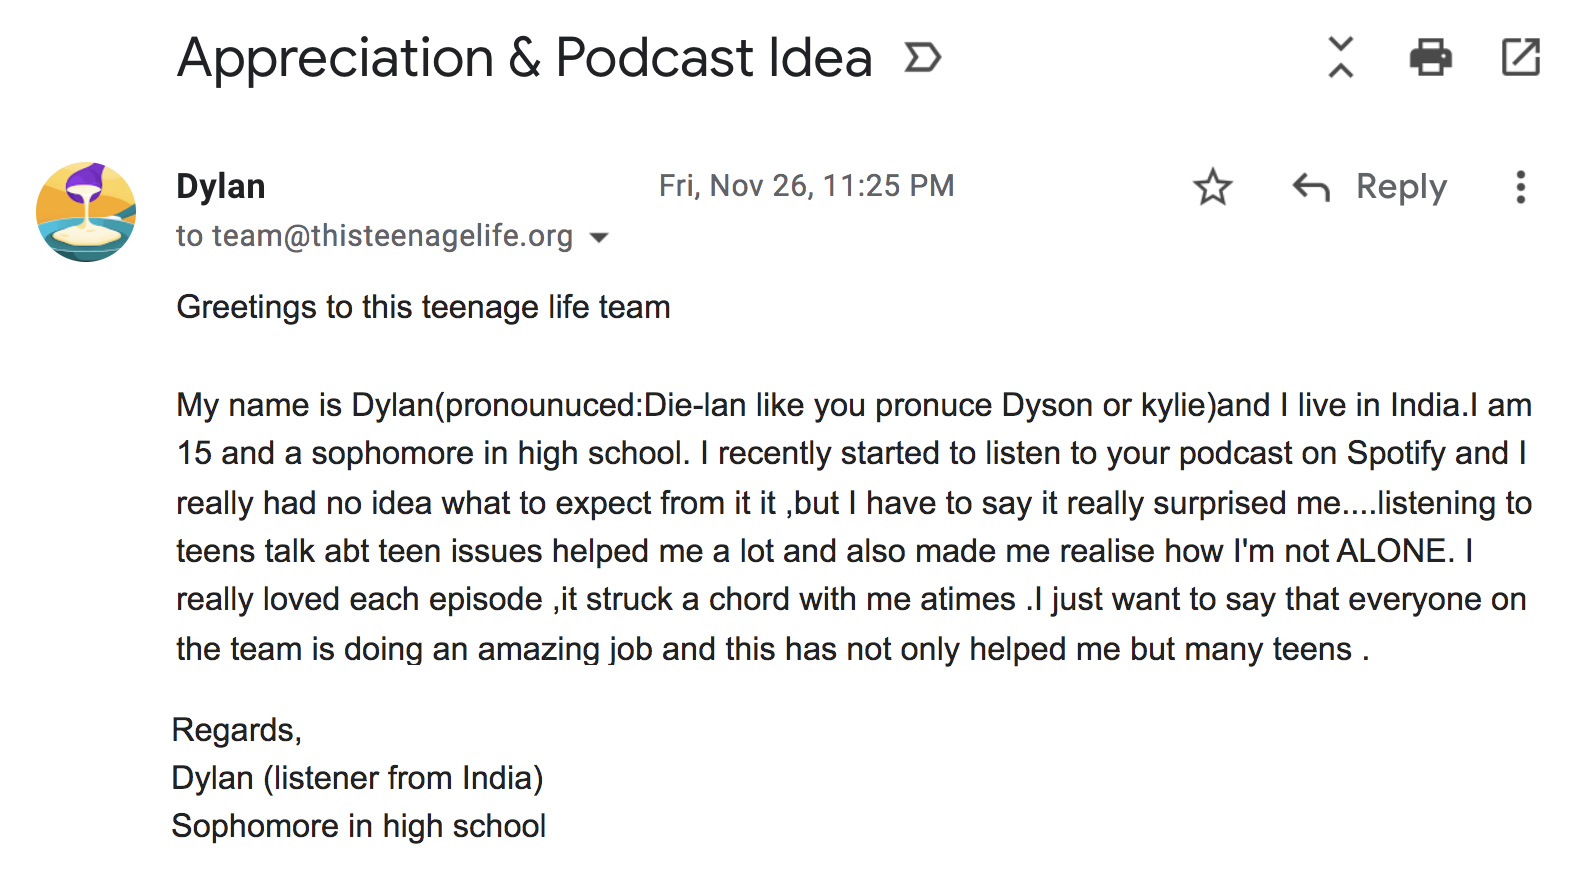 Appreciation & Podcast Idea
Dylan
Fri, Nov 26, 11:25 PM
Reply
to team@thisteenagelife.org
Greetings to this teenage life team
My name is Dylan(pronounuced:Die-lan like you pronuce Dyson or kylie)and I live in India.I am
15 and a sophomore in high school. I recently started to listen to your podcast on Spotify and I
really had no idea what to expect from it it ,but I have to say it really surprised me....listening to
teens talk abt teen issues helped me a lot and also made me realise how I'm not ALONE. I
really loved each episode ,it struck a chord with me atimes .I just want to say that everyone on
the team is doing an amazing job and this has not only helped me but many teens .
Regards,
Dylan (listener from India)
Sophomore in high school